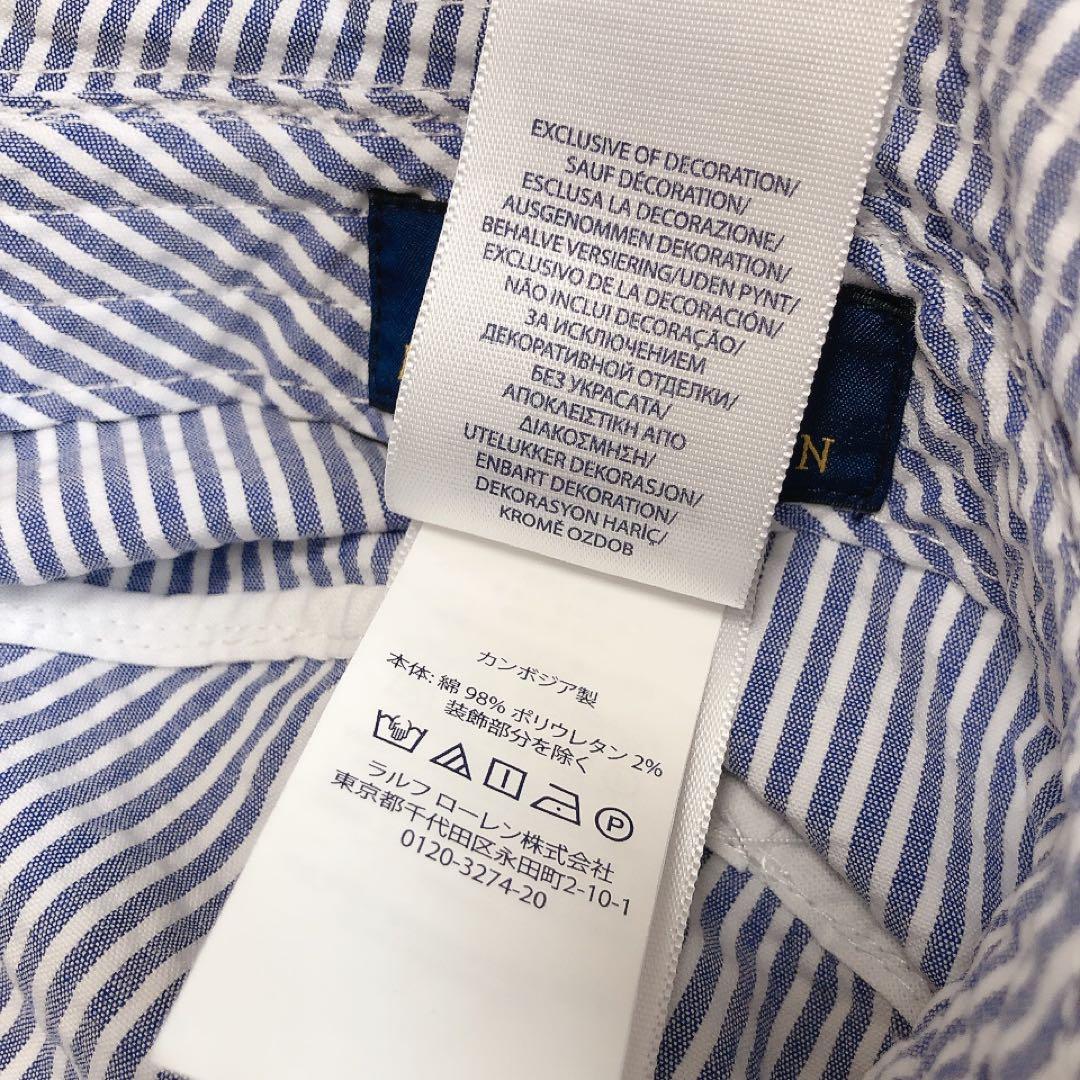 EXCLUSIVE OF DECORATION/
SAUF DÉCORATION/
ESCLUSA LA DECORAZIONE/
AUSGENOMMEN DEKORATION/
BEHALVE VERSIERING/UDEN PYNT/
EXCLUSIVO DE LA DECORACIÓN/
NÃO INCLUI DECORAÇÃO/
ЗА ИСКЛЮЧЕНИЕМ
ДЕКОРАТИВНОЙ ОТДЕЛКИ/
БЕЗ УКРАСАТА/
ΑΠΟΚΛΕΙΣΤΙΚΗ ΑΠΟ
ΔΙΑΚΟΣΜΗΣΗ/
UTELUKKER DEKORASJON/
ENBART DEKORATION/
DEKORASYON HARİÇ/
KROMĖ OZDOB
N
カンボジア製
本体: 綿 98% ポリウレタン 2%
装飾部分を除く
P
ラルフ ローレン株式会社
東京都千代田区永田町2-10-1
0120-3274-20